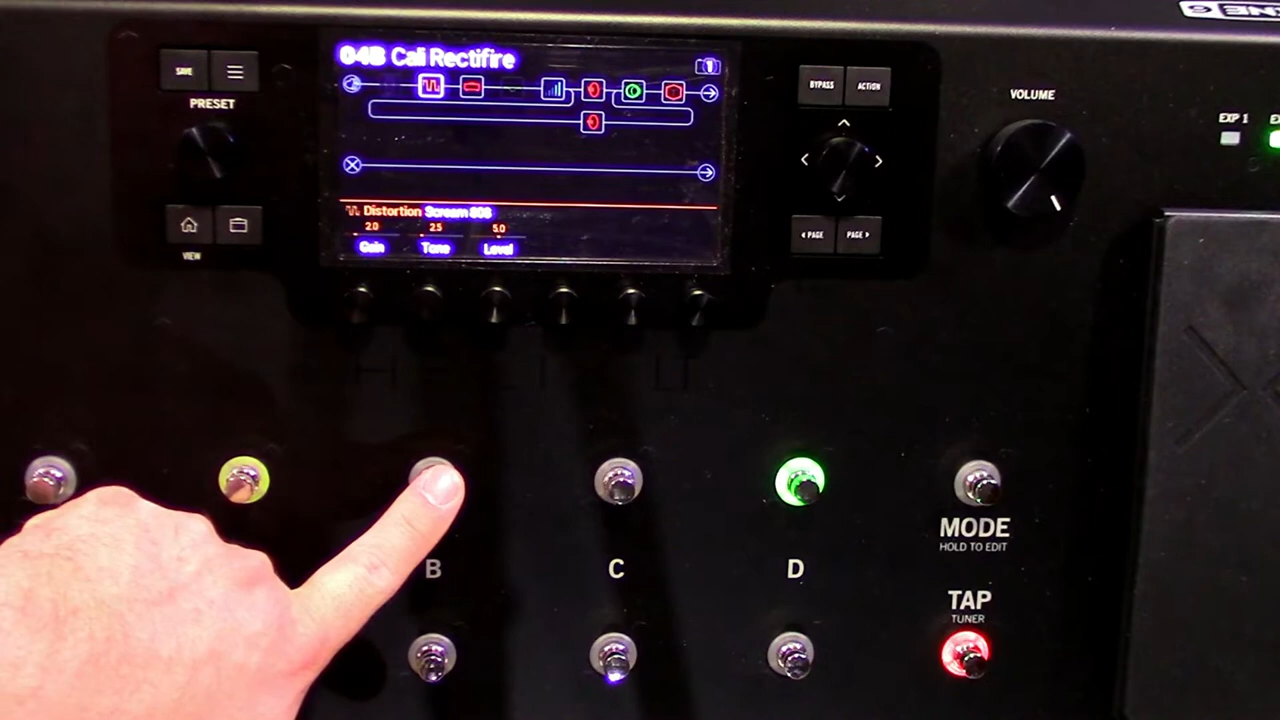 SAVE
PRESET
VIEW
04B Cali Rectifire
Distortion Scream 808
2.0 2.5 5.0
Gain Tone Level
BYPASS ACTION
PAGE PAGE
VOLUME
EXP 1
B C D
MODE
HOLD TO EDIT
TAP
TUNER